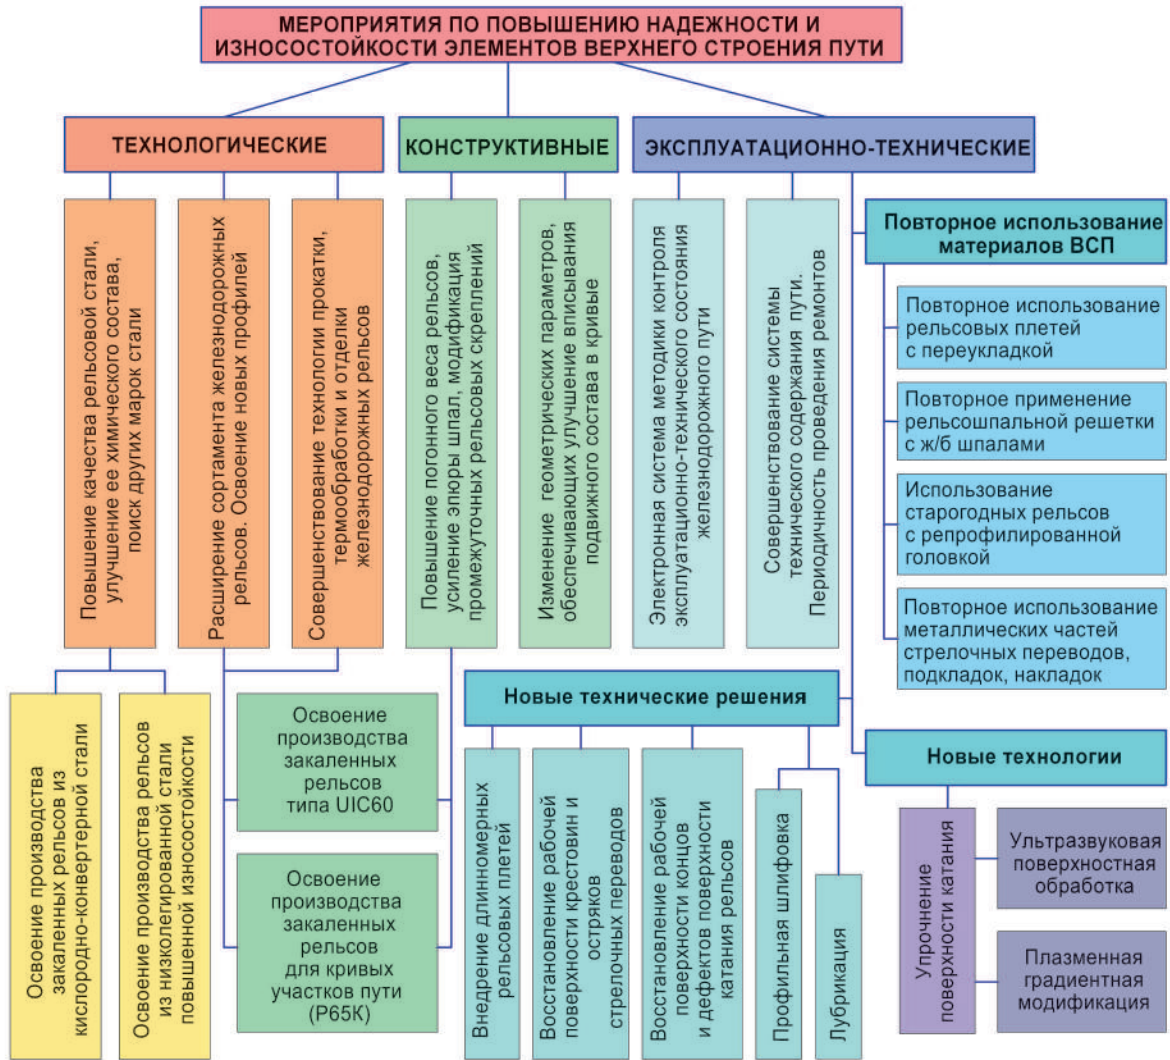 МЕРОПРИЯТИЯ ПО ПОВЫШЕНИЮ НАДЕЖНОСТИ И
ИЗНОСОСТОЙКОСТИ ЭЛЕМЕНТОВ ВЕРХНЕГО СТРОЕНИЯ ПУТИ
ТЕХНОЛОГИЧЕСКИЕ
КОНСТРУКТИВНЫЕ
ЭКСПЛУАТАЦИОННО-ТЕХНИЧЕСКИЕ
Повышение качества рельсовой стали,
улучшение ее химического состава,
поиск других марок стали
Расширение сортамента железнодорожных
рельсов. Освоение новых профилей
Совершенствование технологии прокатки,
термообработки и отделки
железнодорожных рельсов
Повышение погонного веса рельсов,
усиление эпюры шпал, модификация
промежуточных рельсовых скреплений
Изменение геометрических параметров,
обеспечивающих улучшение вписывания
подвижного состава в кривые
Электронная система методики контроля
эксплуатационно-технического состояния
железнодорожного пути
Совершенствование системы
технического содержания пути.
Периодичность проведения ремонтов
Повторное использование
материалов ВСП
Повторное использование
рельсовых плетей
с переукладкой
Повторное применение
рельсошпальной решетки
с ж/б шпалами
Использование
старогодных рельсов
с репрофилированной
головкой
Повторное использование
металлических частей
стрелочных переводов,
подкладок, накладок
Освоение производства
закаленных рельсов из
кислородно-конвертерной стали
Освоение производства рельсов
из низколегированной стали
повышенной износостойкости
Освоение
производства
закаленных
рельсов
типа UIC60
Освоение
производства
закаленных
рельсов
для кривых
участков пути
(Р65К)
Новые технические решения
Внедрение длинномерных
рельсовых плетей
Восстановление рабочей
поверхности крестовин и
остряков
стрелочных переводов
Восстановление рабочей
поверхности концов
и дефектов поверхности
катания рельсов
Профильная шлифовка
Лубрикация
Новые технологии
Упрочнение
поверхности катания
Ультразвуковая
поверхностная
обработка
Плазменная
градиентная
модификация